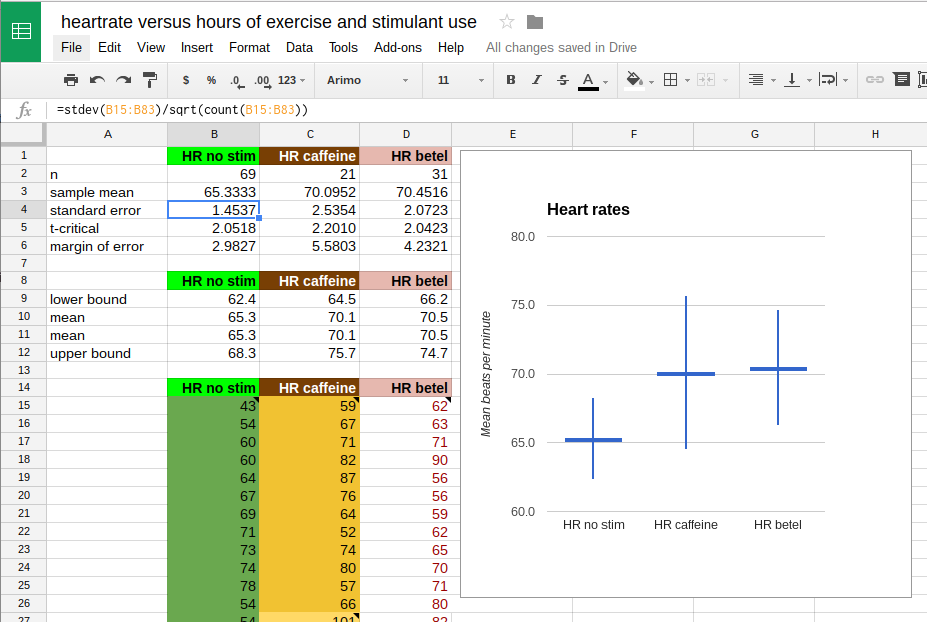 heartrate versus hours of exercise and stimulant use
File Edit View Insert Format Data Tools Add-ons Help All changes saved in Drive
$ % .0 .00 123 Arimo 11 B I S A
fx =stdev(B15:B83)/sqrt(count(B15:B83))
A B C D E F G H
1 HR no stim HR caffeine HR betel
2 n 69 21 31
3 sample mean 65.3333 70.0952 70.4516
4 standard error 1.4537 2.5354 2.0723
5 t-critical 2.0518 2.2010 2.0423
6 margin of error 2.9827 5.5803 4.2321
7
8 HR no stim HR caffeine HR betel
9 lower bound 62.4 64.5 66.2
10 mean 65.3 70.1 70.5
11 mean 65.3 70.1 70.5
12 upper bound 68.3 75.7 74.7
13
14 HR no stim HR caffeine HR betel
15 43 59 62
16 54 67 63
17 60 71 71
18 60 82 90
19 64 87 56
20 67 76 56
21 69 64 59
22 71 52 62
23 73 74 65
24 74 80 70
25 78 57 71
26 54 66 80
27 54 101 82
Heart rates
80.0
75.0
70.0
65.0
60.0
Mean beats per minute
HR no stim HR caffeine HR betel